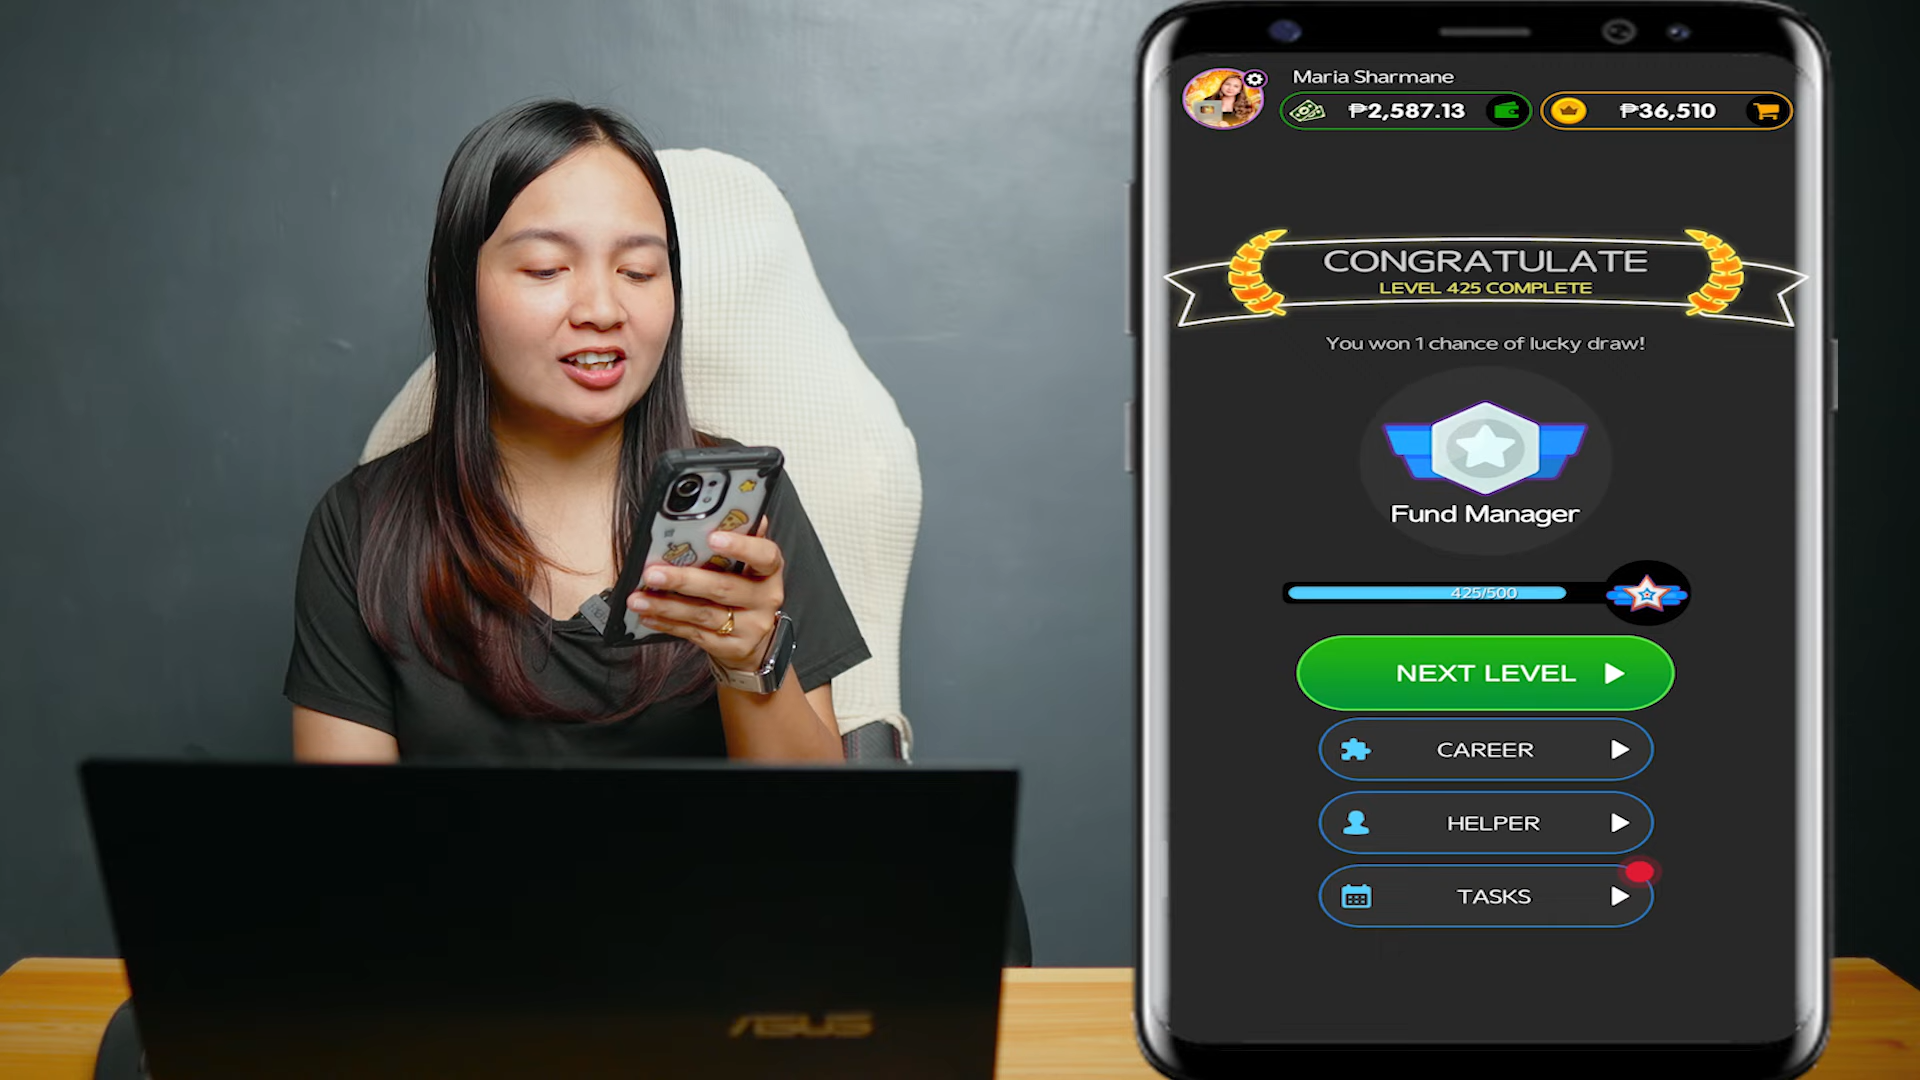 Maria Sharmane
₱2,587.13
₱36,510
CONGRATULATE
LEVEL 425 COMPLETE
You won 1 chance of lucky draw!
Fund Manager
425/500
NEXT LEVEL
CAREER
HELPER
TASKS
ASUS